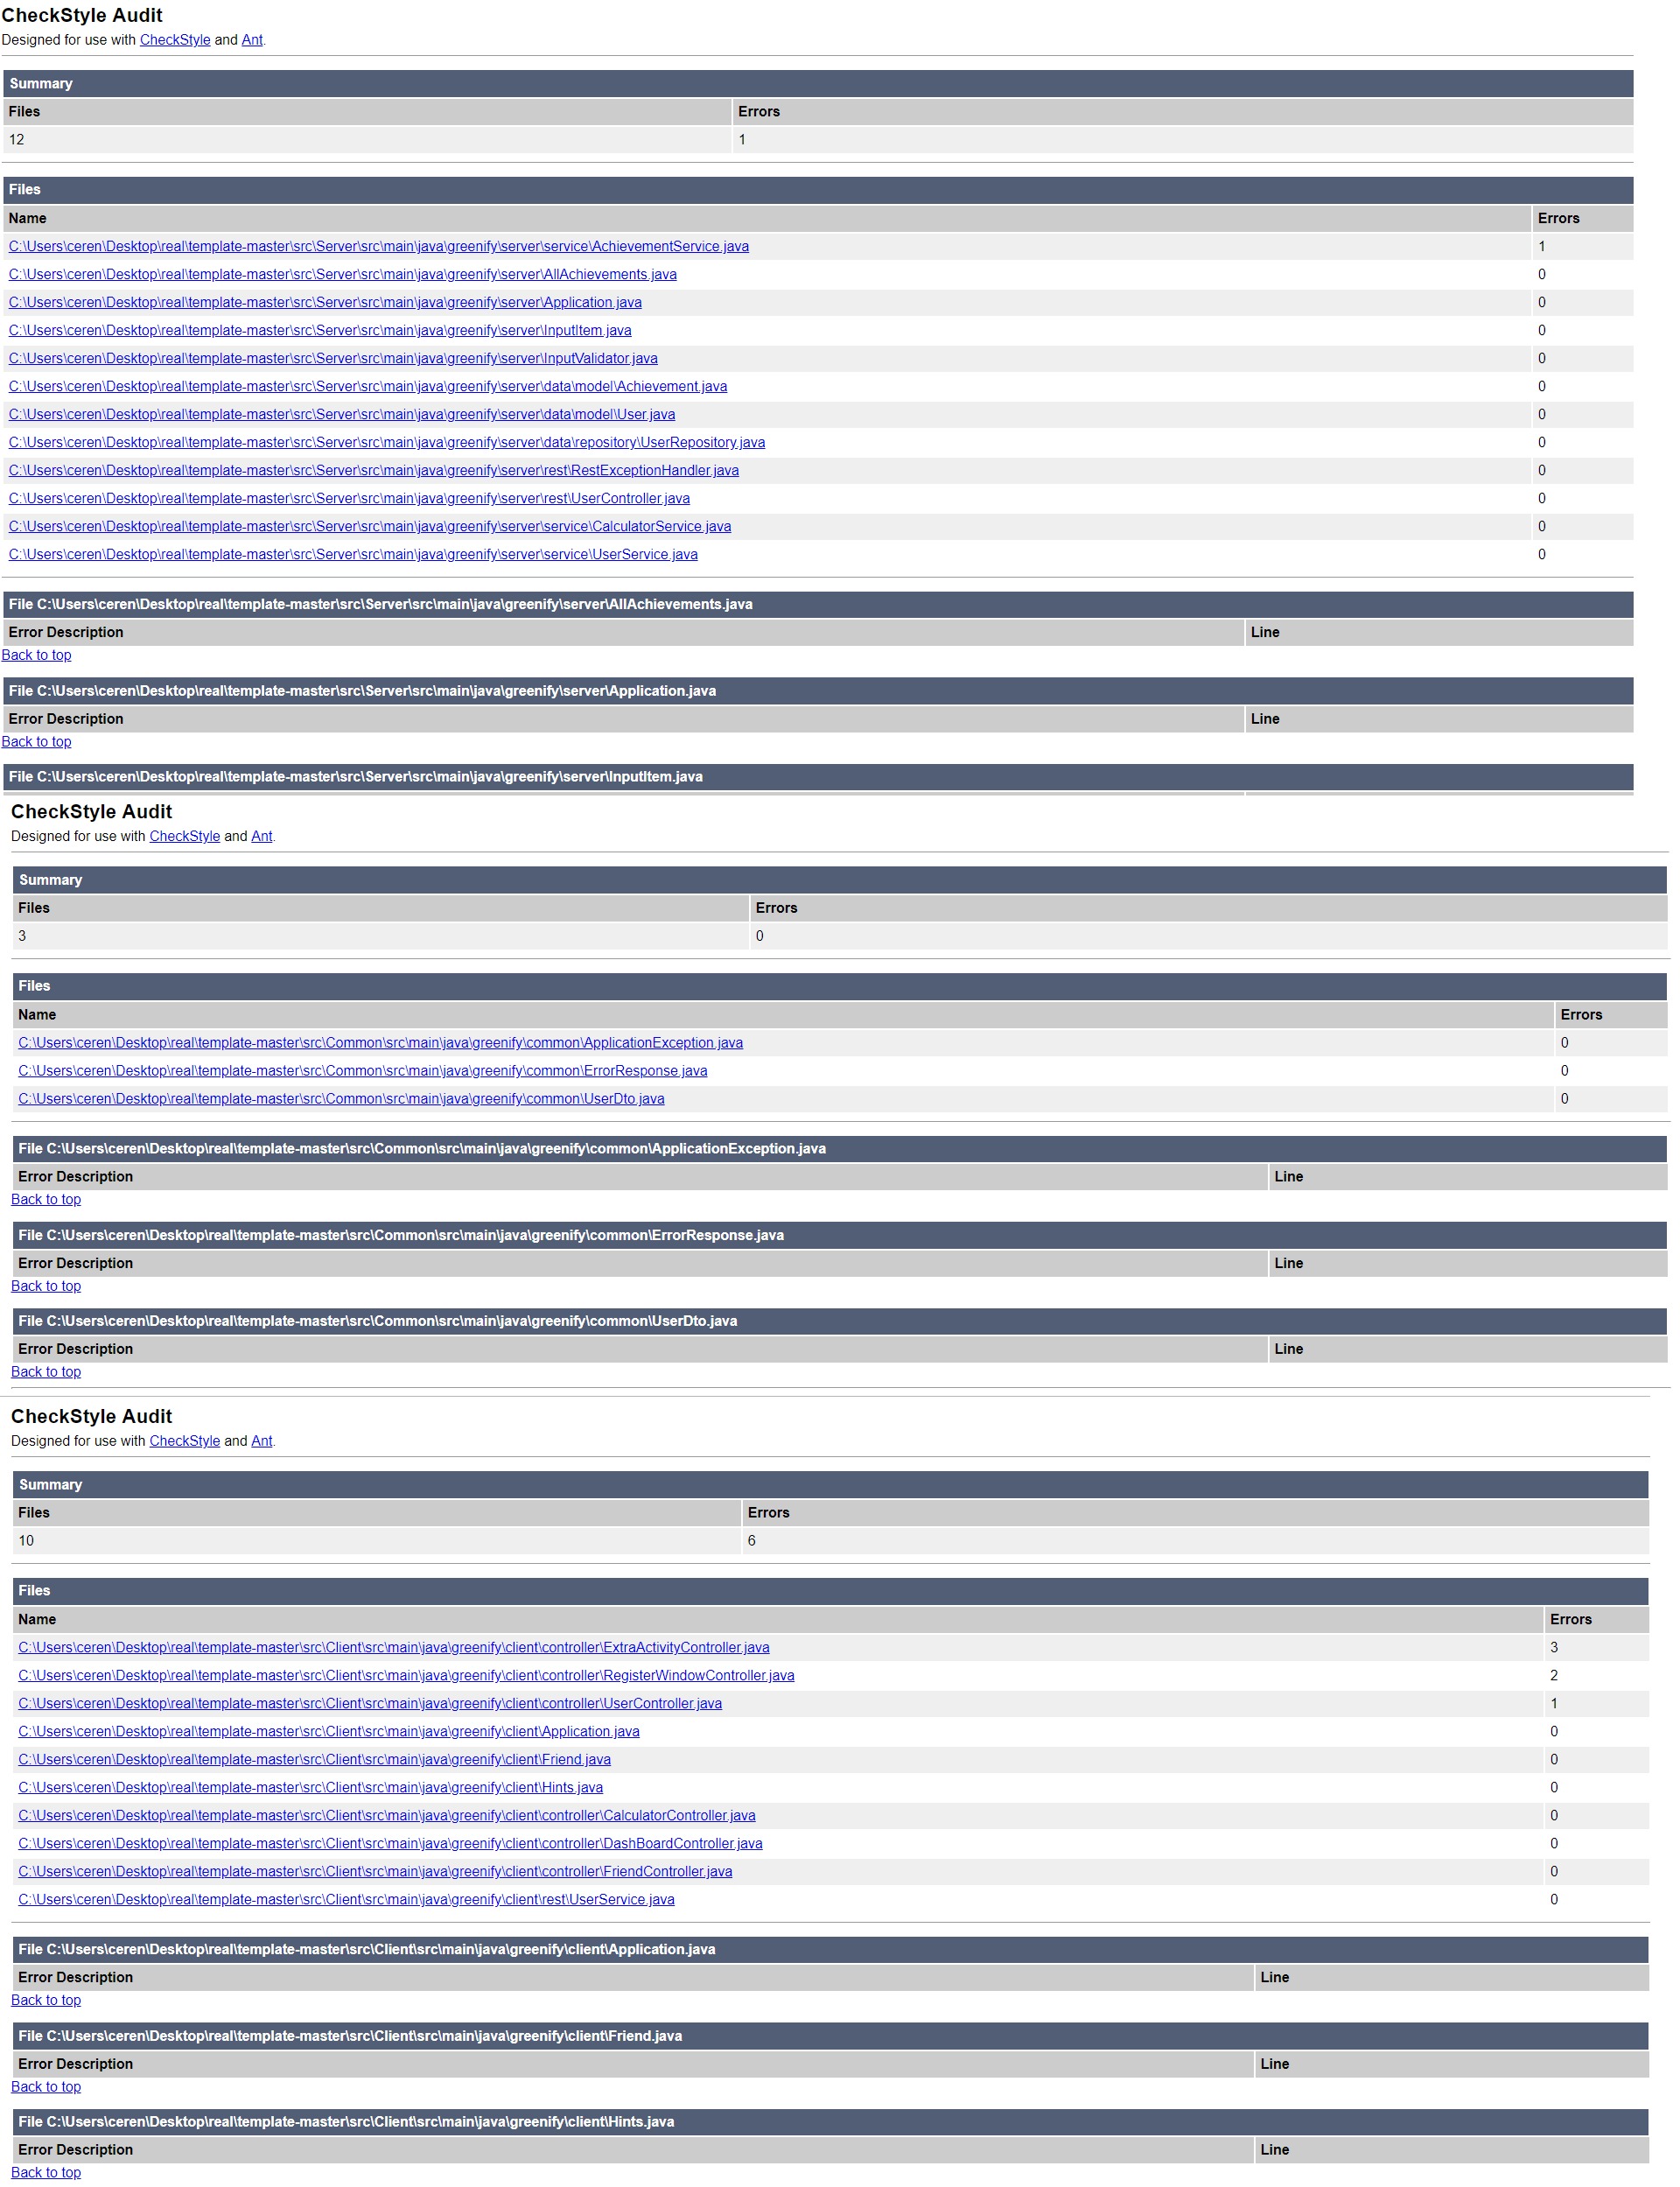 CheckStyle Audit
Designed for use with CheckStyle and Ant.
Summary
Files Errors
12 1
Files
Name Errors
C:\Users\ceren\Desktop\real\template-master\src\Server\src\main\java\greenify\server\service\AchievementService.java 1
C:\Users\ceren\Desktop\real\template-master\src\Server\src\main\java\greenify\server\AllAchievements.java 0
C:\Users\ceren\Desktop\real\template-master\src\Server\src\main\java\greenify\server\Application.java 0
C:\Users\ceren\Desktop\real\template-master\src\Server\src\main\java\greenify\server\InputItem.java 0
C:\Users\ceren\Desktop\real\template-master\src\Server\src\main\java\greenify\server\InputValidator.java 0
C:\Users\ceren\Desktop\real\template-master\src\Server\src\main\java\greenify\server\data\model\Achievement.java 0
C:\Users\ceren\Desktop\real\template-master\src\Server\src\main\java\greenify\server\data\model\User.java 0
C:\Users\ceren\Desktop\real\template-master\src\Server\src\main\java\greenify\server\data\repository\UserRepository.java 0
C:\Users\ceren\Desktop\real\template-master\src\Server\src\main\java\greenify\server\rest\RestExceptionHandler.java 0
C:\Users\ceren\Desktop\real\template-master\src\Server\src\main\java\greenify\server\rest\UserController.java 0
C:\Users\ceren\Desktop\real\template-master\src\Server\src\main\java\greenify\server\service\CalculatorService.java 0
C:\Users\ceren\Desktop\real\template-master\src\Server\src\main\java\greenify\server\service\UserService.java 0
File C:\Users\ceren\Desktop\real\template-master\src\Server\src\main\java\greenify\server\AllAchievements.java
Error Description Line
Back to top
File C:\Users\ceren\Desktop\real\template-master\src\Server\src\main\java\greenify\server\Application.java
Error Description Line
Back to top
File C:\Users\ceren\Desktop\real\template-master\src\Server\src\main\java\greenify\server\InputItem.java
CheckStyle Audit
Designed for use with CheckStyle and Ant.
Summary
Files Errors
3 0
Files
Name Errors
C:\Users\ceren\Desktop\real\template-master\src\Common\src\main\java\greenify\common\ApplicationException.java 0
C:\Users\ceren\Desktop\real\template-master\src\Common\src\main\java\greenify\common\ErrorResponse.java 0
C:\Users\ceren\Desktop\real\template-master\src\Common\src\main\java\greenify\common\UserDto.java 0
File C:\Users\ceren\Desktop\real\template-master\src\Common\src\main\java\greenify\common\ApplicationException.java
Error Description Line
Back to top
File C:\Users\ceren\Desktop\real\template-master\src\Common\src\main\java\greenify\common\ErrorResponse.java
Error Description Line
Back to top
File C:\Users\ceren\Desktop\real\template-master\src\Common\src\main\java\greenify\common\UserDto.java
Error Description Line
Back to top
CheckStyle Audit
Designed for use with CheckStyle and Ant.
Summary
Files Errors
10 6
Files
Name Errors
C:\Users\ceren\Desktop\real\template-master\src\Client\src\main\java\greenify\client\controller\ExtraActivityController.java 3
C:\Users\ceren\Desktop\real\template-master\src\Client\src\main\java\greenify\client\controller\RegisterWindowController.java 2
C:\Users\ceren\Desktop\real\template-master\src\Client\src\main\java\greenify\client\controller\UserController.java 1
C:\Users\ceren\Desktop\real\template-master\src\Client\src\main\java\greenify\client\Application.java 0
C:\Users\ceren\Desktop\real\template-master\src\Client\src\main\java\greenify\client\Friend.java 0
C:\Users\ceren\Desktop\real\template-master\src\Client\src\main\java\greenify\client\Hints.java 0
C:\Users\ceren\Desktop\real\template-master\src\Client\src\main\java\greenify\client\controller\CalculatorController.java 0
C:\Users\ceren\Desktop\real\template-master\src\Client\src\main\java\greenify\client\controller\DashBoardController.java 0
C:\Users\ceren\Desktop\real\template-master\src\Client\src\main\java\greenify\client\controller\FriendController.java 0
C:\Users\ceren\Desktop\real\template-master\src\Client\src\main\java\greenify\client\rest\UserService.java 0
File C:\Users\ceren\Desktop\real\template-master\src\Client\src\main\java\greenify\client\Application.java
Error Description Line
Back to top
File C:\Users\ceren\Desktop\real\template-master\src\Client\src\main\java\greenify\client\Friend.java
Error Description Line
Back to top
File C:\Users\ceren\Desktop\real\template-master\src\Client\src\main\java\greenify\client\Hints.java
Error Description Line
Back to top